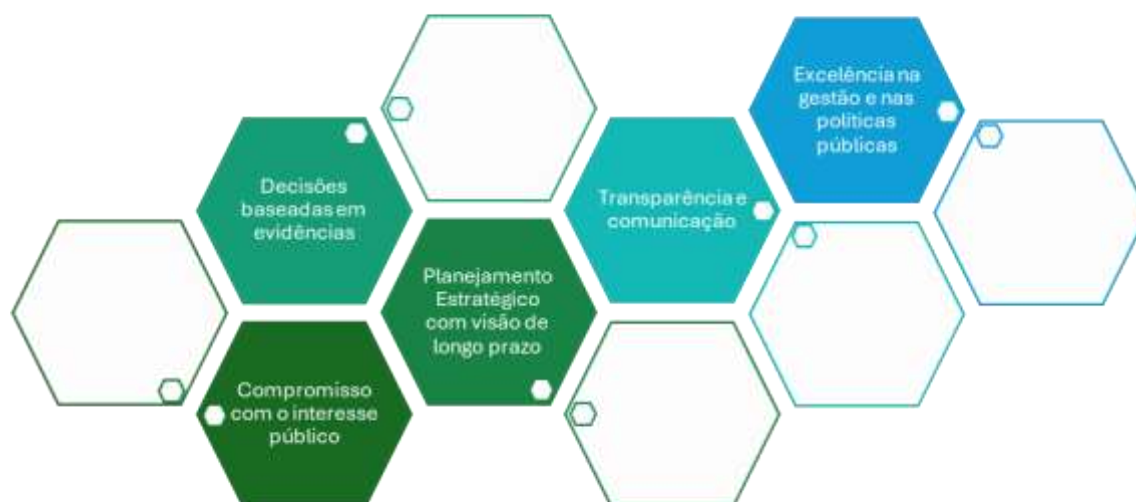 Decisões
baseadas em
evidências
Compromisso
com o interesse
público
Planejamento
Estratégico
com visão de
longo prazo
Transparência e
comunicação
Excelência na
gestão e nas
políticas
públicas